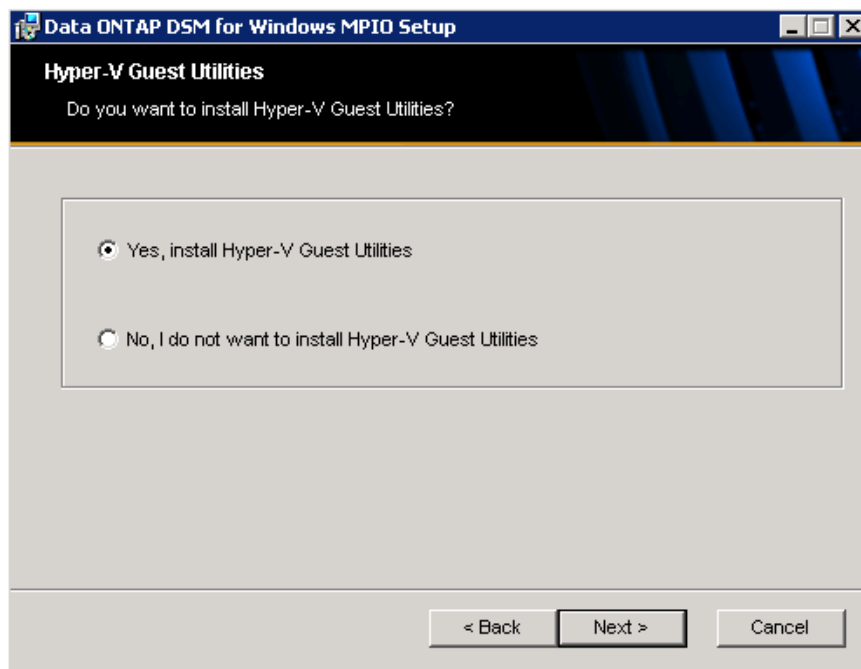 Data ONTAP DSM for Windows MPIO Setup
Hyper-V Guest Utilities
Do you want to install Hyper-V Guest Utilities?
Yes, install Hyper-V Guest Utilities
No, I do not want to install Hyper-V Guest Utilities
< Back
Next >
Cancel